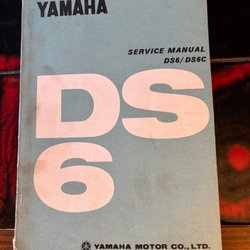 YAMAHA
SERVICE MANUAL
DS6/DS6C
DS
6
YAMAHA MOTOR CO., LTD.